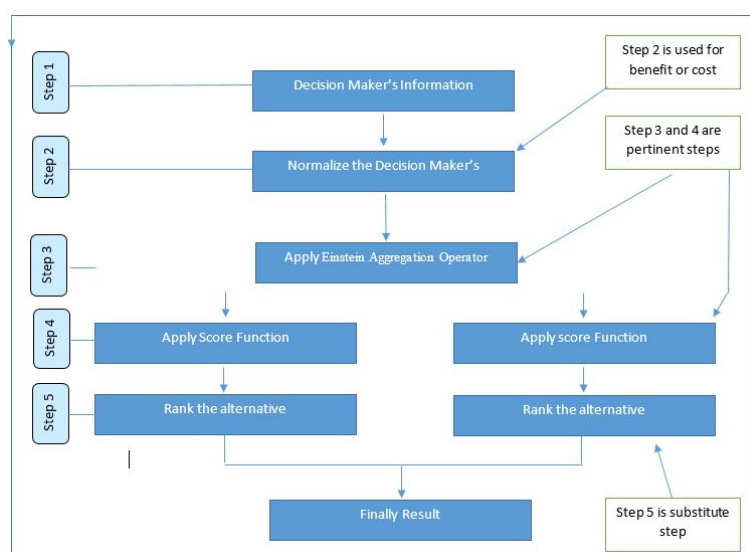 Step 1
Decision Maker's Information
Step 2 is used for
benefit or cost
Step 2
Normalize the Decision Maker's
Step 3 and 4 are
pertinent steps
Step 3
Apply Einstein Aggregation Operator
Step 4
Apply Score Function
Apply score Function
Step 5
Rank the alternative
Rank the alternative
Finally Result
Step 5 is substitute
step